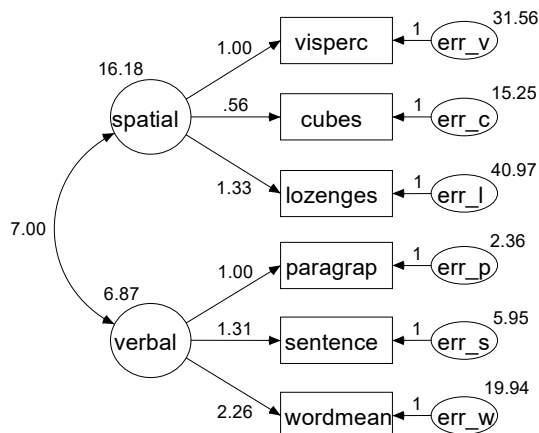 31.56
1.00
visperc
1
err_v
16.18
15.25
spatial
.56
cubes
1
err_c
40.97
1.33
lozenges
1
err_l
7.00
2.36
1.00
paragrap
1
err_p
6.87
5.95
verbal
1.31
sentence
1
err_s
19.94
2.26
wordmean
1
err_w